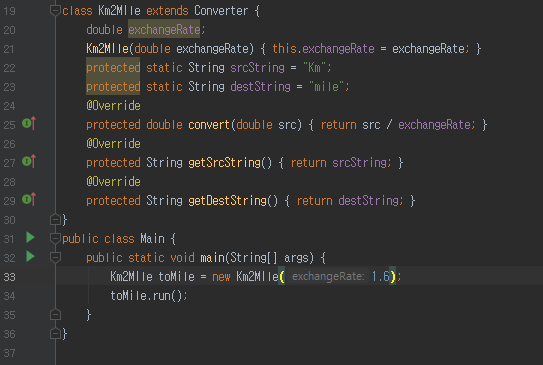 19 class Km2Mlle extends Converter {
20 double exchangeRate;
21 Km2Mlle(double exchangeRate) { this.exchangeRate = exchangeRate; }
22 protected static String srcString = "Km";
23 protected static String destString = "mile";
24 @Override
25 protected double convert(double src) { return src / exchangeRate; }
26 @Override
27 protected String getSrcString() { return srcString; }
28 @Override
29 protected String getDestString() { return destString; }
30 }
31 public class Main {
32 public static void main(String[] args) {
33 Km2Mlle toMile = new Km2Mlle( exchangeRate: 1.6);
34 toMile.run();
35 }
36 }
37